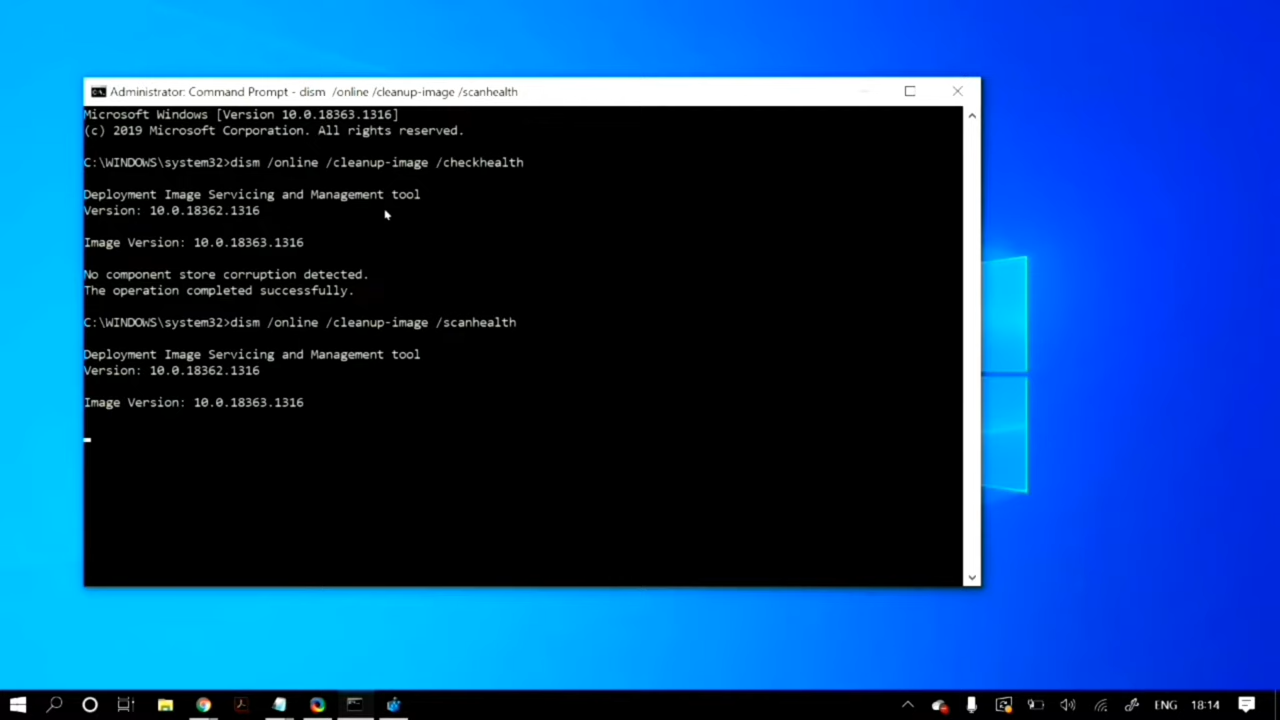 Administrator: Command Prompt - dism  /online /cleanup-image /scanhealth
Microsoft Windows [Version 10.0.18363.1316]
(c) 2019 Microsoft Corporation. All rights reserved.
C:\WINDOWS\system32>dism /online /cleanup-image /checkhealth
Deployment Image Servicing and Management tool
Version: 10.0.18362.1316
Image Version: 10.0.18363.1316
No component store corruption detected.
The operation completed successfully.
C:\WINDOWS\system32>dism /online /cleanup-image /scanhealth
Deployment Image Servicing and Management tool
Version: 10.0.18362.1316
Image Version: 10.0.18363.1316
ENG 18:14